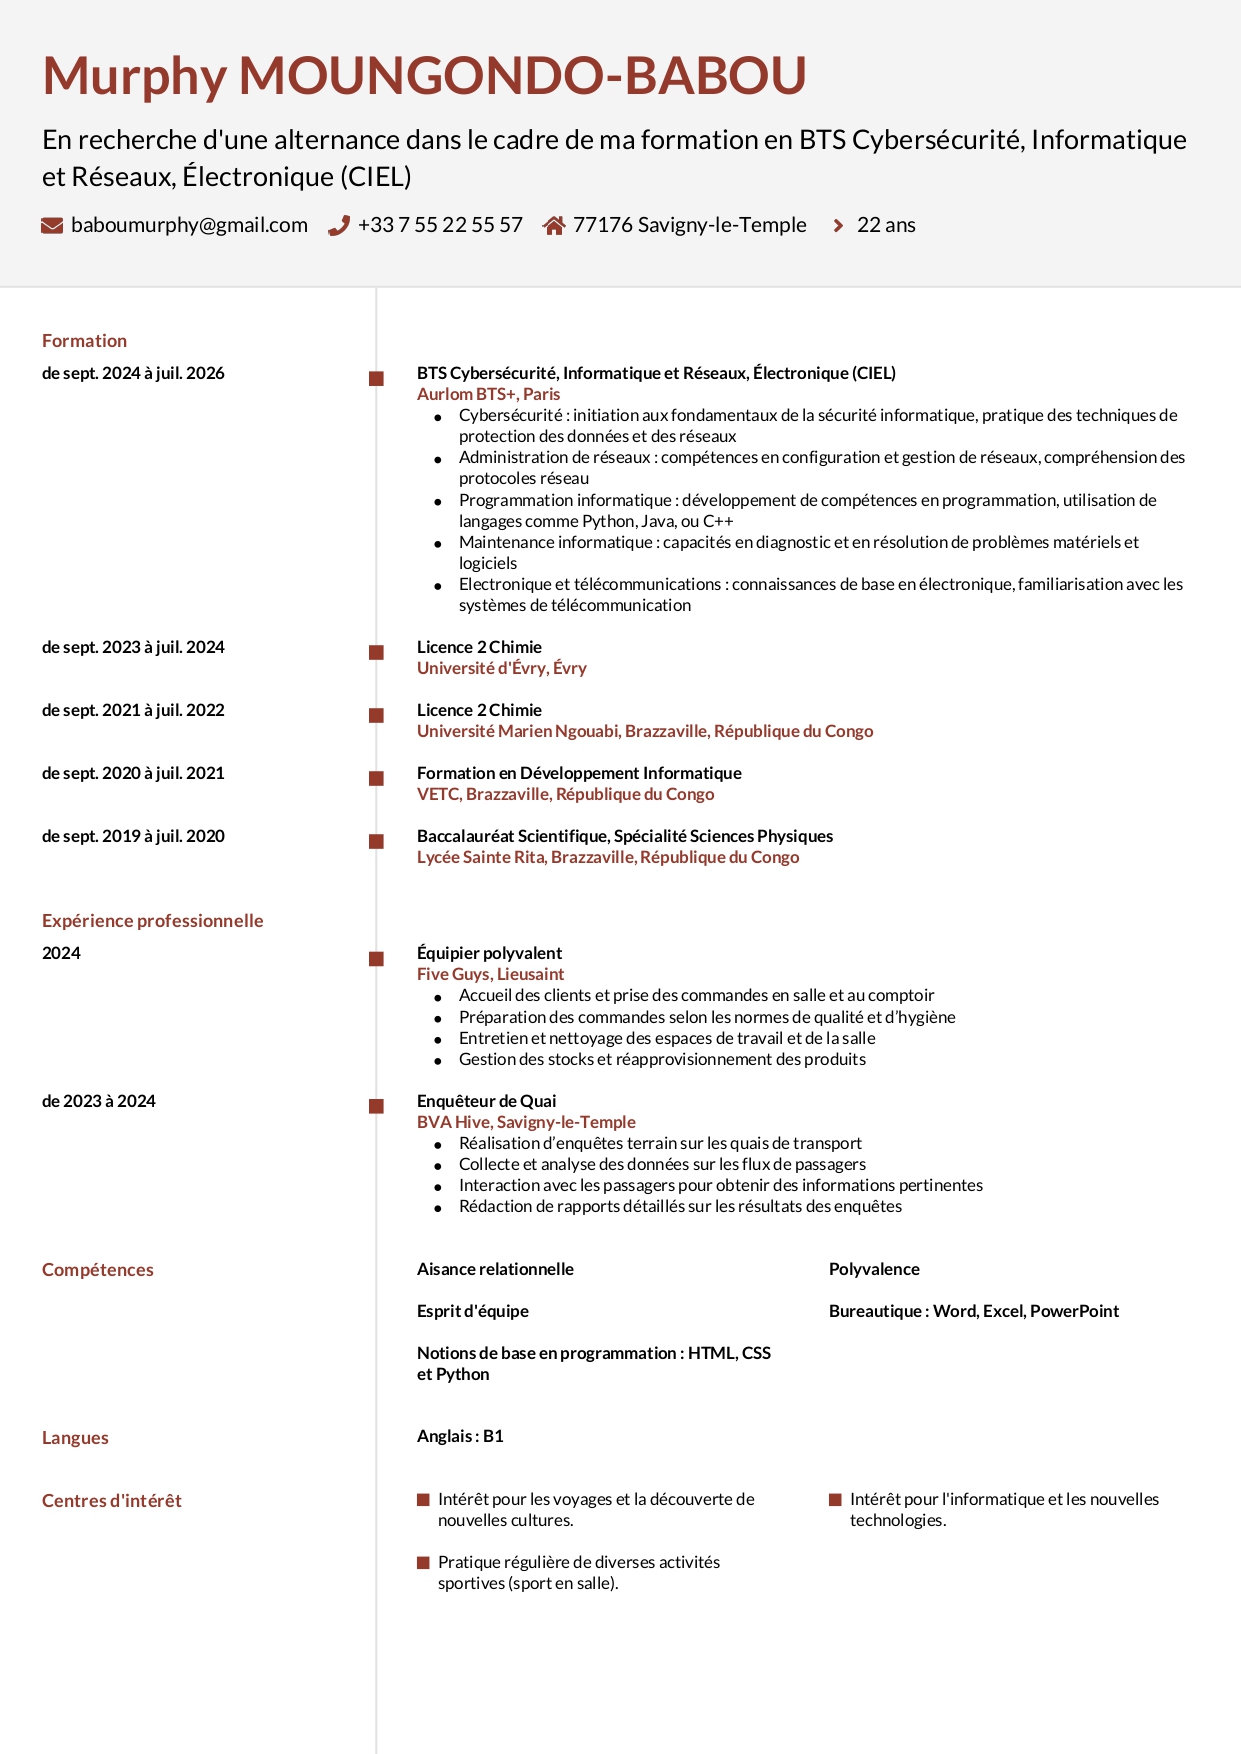 Murphy MOUNGONDO-BABOU
En recherche d'une alternance dans le cadre de ma formation en BTS Cybersécurité, Informatique
et Réseaux, Électronique (CIEL)
baboumurphy@gmail.com +33 7 55 22 55 57 77176 Savigny-le-Temple 22 ans
Formation
de sept. 2024 à juil. 2026
BTS Cybersécurité, Informatique et Réseaux, Électronique (CIEL)
Aurlom BTS+, Paris
● Cybersécurité : initiation aux fondamentaux de la sécurité informatique, pratique des techniques de
protection des données et des réseaux
● Administration de réseaux : compétences en configuration et gestion de réseaux, compréhension des
protocoles réseau
● Programmation informatique : développement de compétences en programmation, utilisation de
langages comme Python, Java, ou C++
● Maintenance informatique : capacités en diagnostic et en résolution de problèmes matériels et
logiciels
● Electronique et télécommunications : connaissances de base en électronique, familiarisation avec les
systèmes de télécommunication
de sept. 2023 à juil. 2024
Licence 2 Chimie
Université d'Évry, Évry
de sept. 2021 à juil. 2022
Licence 2 Chimie
Université Marien Ngouabi, Brazzaville, République du Congo
de sept. 2020 à juil. 2021
Formation en Développement Informatique
VETC, Brazzaville, République du Congo
de sept. 2019 à juil. 2020
Baccalauréat Scientifique, Spécialité Sciences Physiques
Lycée Sainte Rita, Brazzaville, République du Congo
Expérience professionnelle
2024
Équipier polyvalent
Five Guys, Lieusaint
● Accueil des clients et prise des commandes en salle et au comptoir
● Préparation des commandes selon les normes de qualité et d’hygiène
● Entretien et nettoyage des espaces de travail et de la salle
● Gestion des stocks et réapprovisionnement des produits
de 2023 à 2024
Enquêteur de Quai
BVA Hive, Savigny-le-Temple
● Réalisation d’enquêtes terrain sur les quais de transport
● Collecte et analyse des données sur les flux de passagers
● Interaction avec les passagers pour obtenir des informations pertinentes
● Rédaction de rapports détaillés sur les résultats des enquêtes
Compétences
Aisance relationnelle
Polyvalence
Esprit d'équipe
Bureautique : Word, Excel, PowerPoint
Notions de base en programmation : HTML, CSS
et Python
Langues
Anglais : B1
Centres d'intérêt
Intérêt pour les voyages et la découverte de
nouvelles cultures.
Intérêt pour l'informatique et les nouvelles
technologies.
Pratique régulière de diverses activités
sportives (sport en salle).